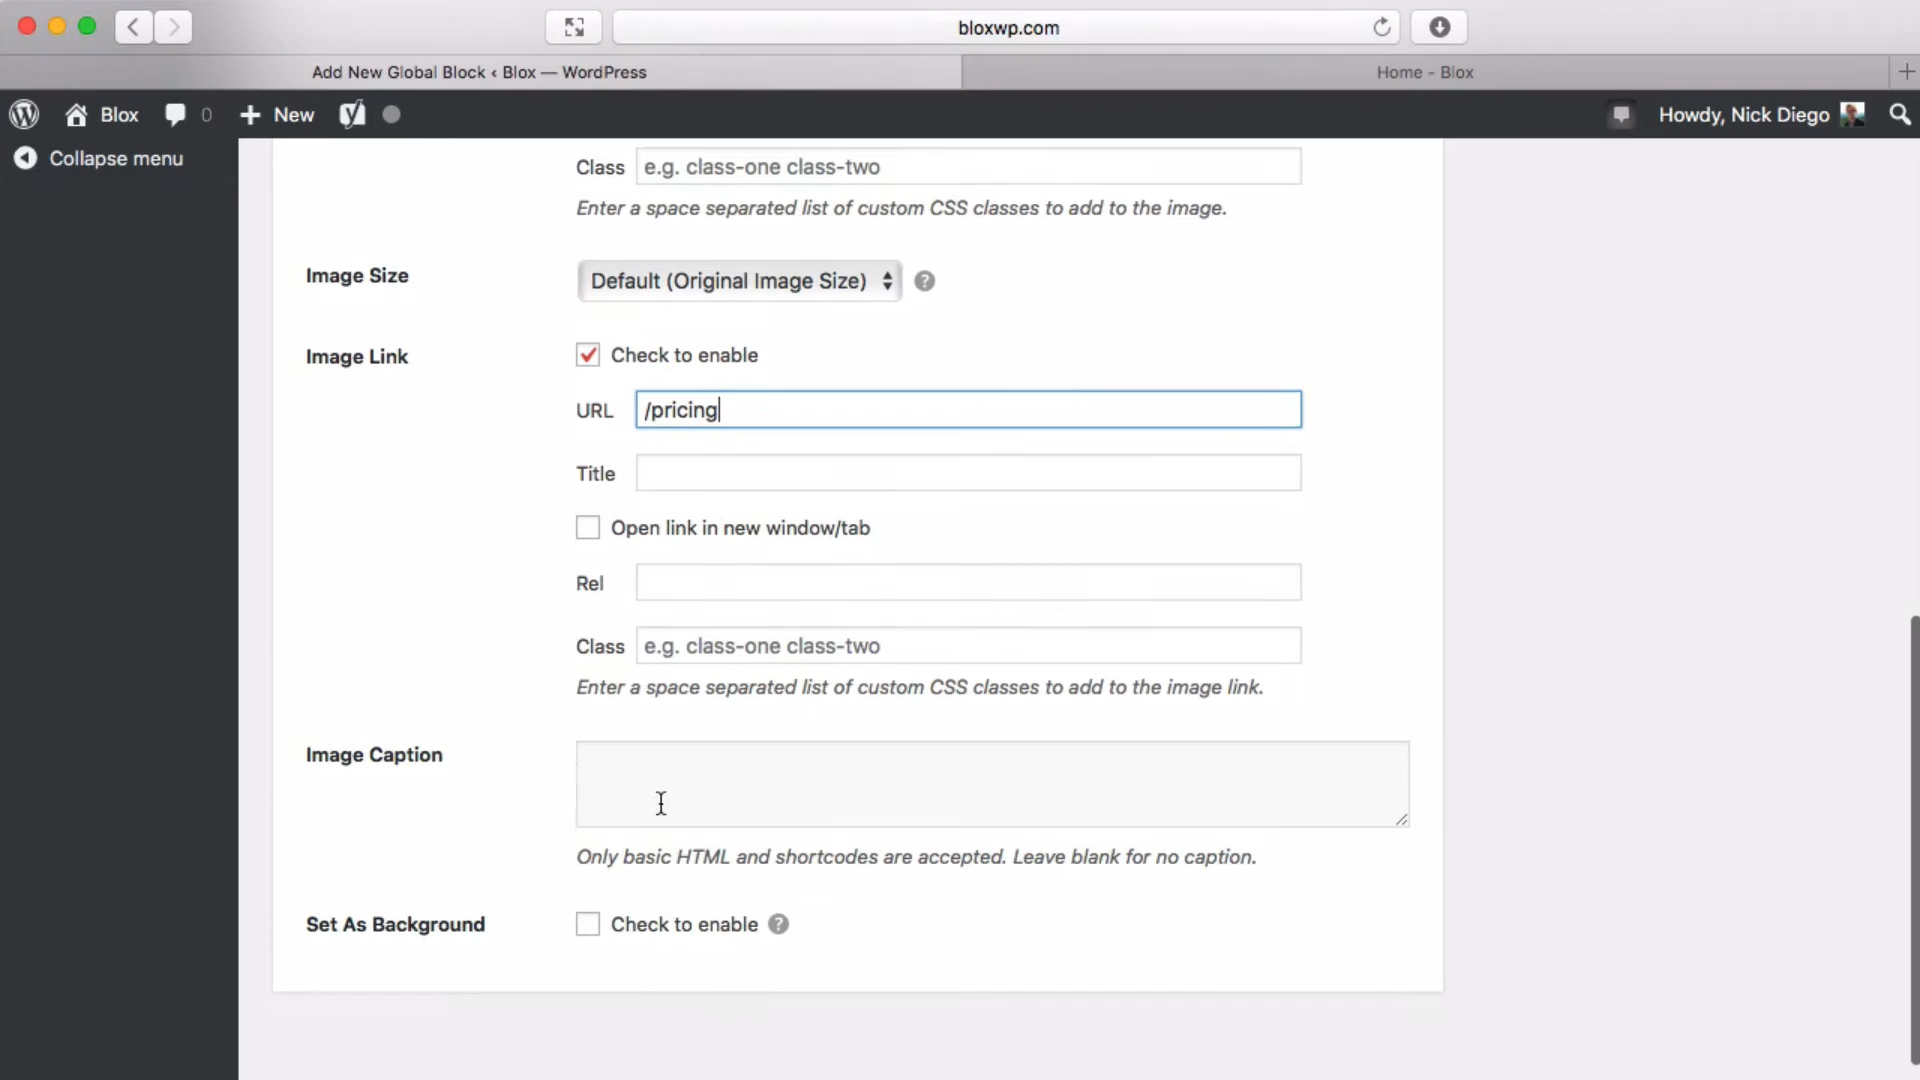 bloxwp.com
Add New Global Block ‹ Blox — WordPress
Home - Blox
Blox 0 New Howdy, Nick Diego
Collapse menu
Class e.g. class-one class-two
Enter a space separated list of custom CSS classes to add to the image.
Image Size Default (Original Image Size) ?
Image Link Check to enable
URL /pricing
Title
Open link in new window/tab
Rel
Class e.g. class-one class-two
Enter a space separated list of custom CSS classes to add to the image link.
Image Caption
Only basic HTML and shortcodes are accepted. Leave blank for no caption.
Set As Background Check to enable ?